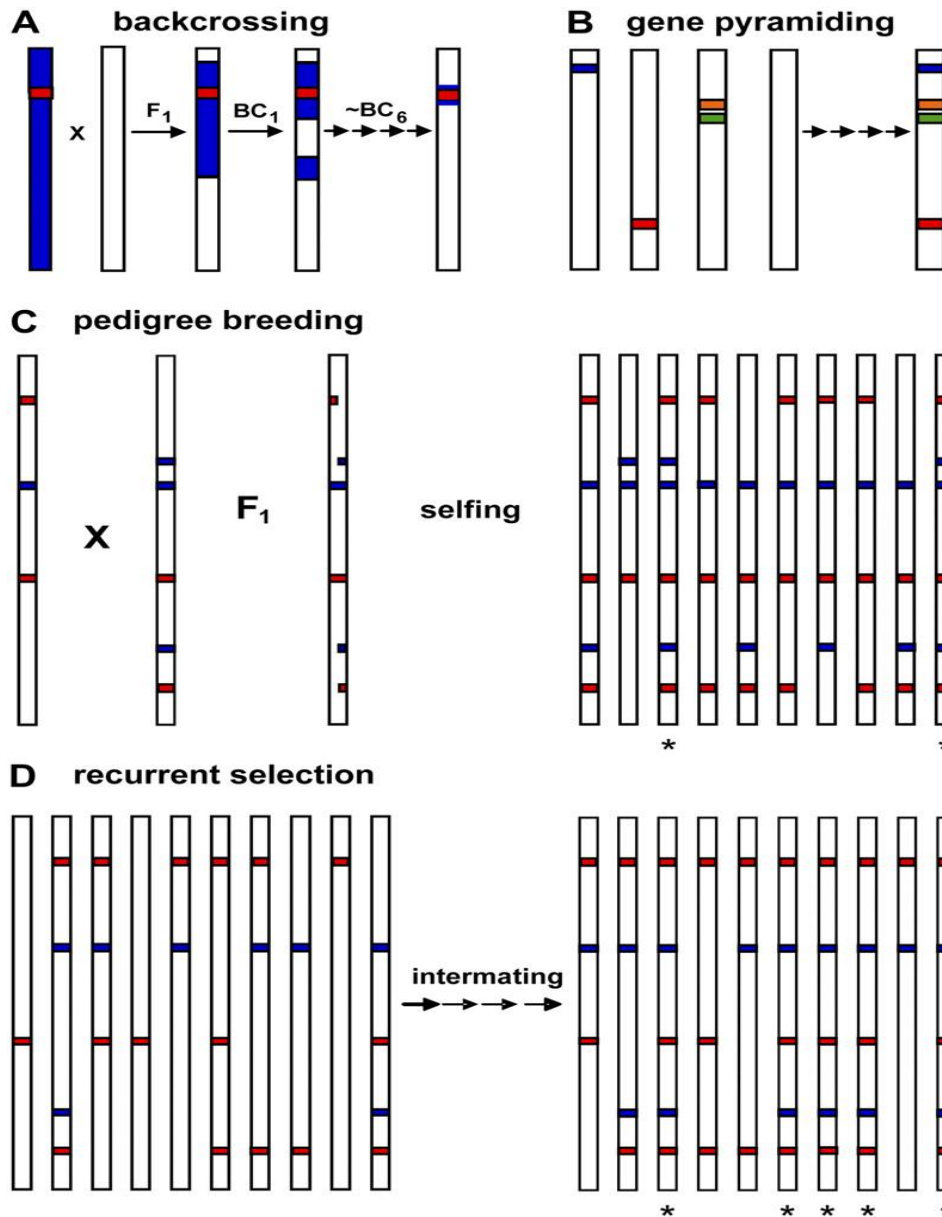 A backcrossing
B gene pyramiding
x F₁ BC₁ ~BC₆
C pedigree breeding
X F₁ selfing
* *
D recurrent selection
intermating
* * * * *